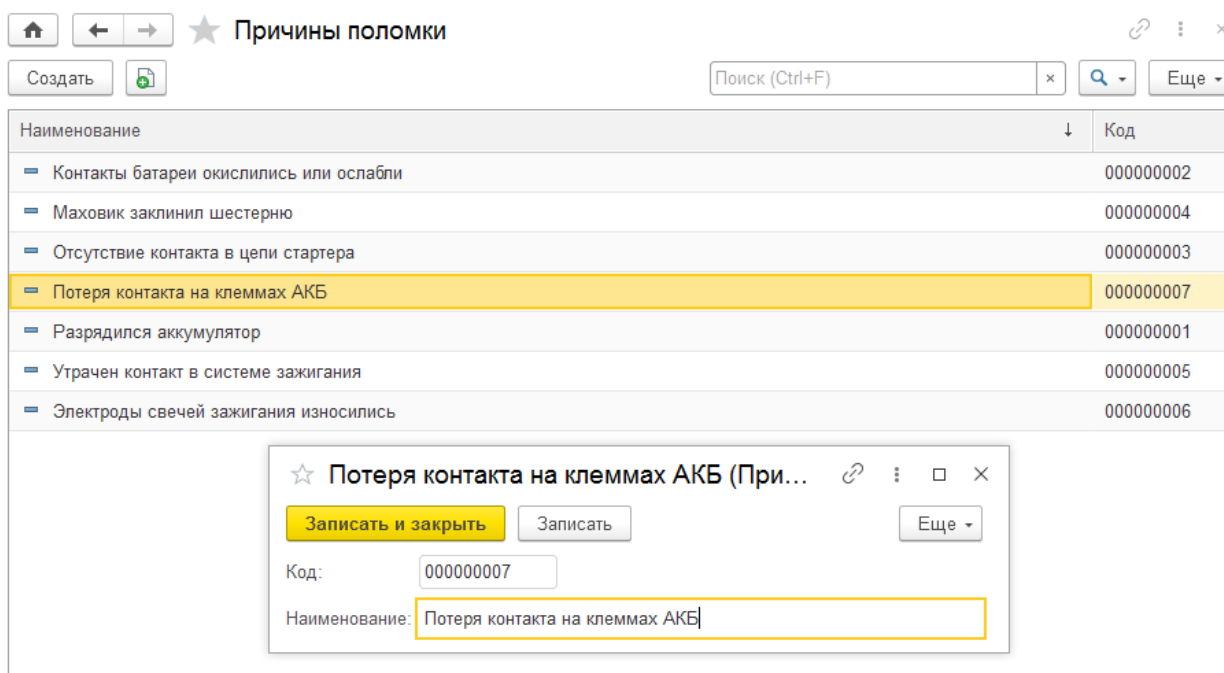 Причины поломки
Создать Поиск (Ctrl+F) × Еще
Наименование ↓ Код
Контакты батареи окислились или ослабли 000000002
Маховик заклинил шестерню 000000004
Отсутствие контакта в цепи стартера 000000003
Потеря контакта на клеммах АКБ 000000007
Разрядился аккумулятор 000000001
Утрачен контакт в системе зажигания 000000005
Электроды свечей зажигания износились 000000006
Потеря контакта на клеммах АКБ (При...
Записать и закрыть Записать Еще
Код: 000000007
Наименование: Потеря контакта на клеммах АКБ